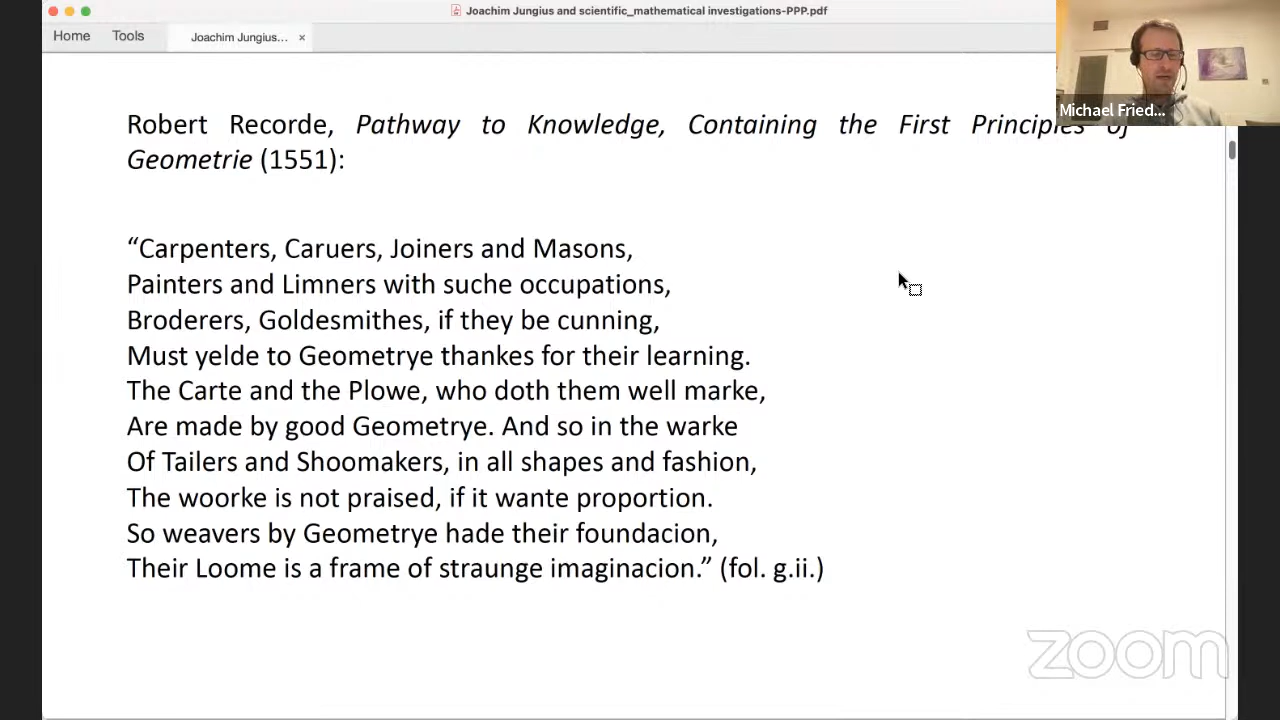 Joachim Jungius and scientific_mathematical investigations-PPP.pdf
Home Tools Joachim Jungius... ×
Michael Fried...
Robert Recorde, Pathway to Knowledge, Containing the First Principles of
Geometrie (1551):
“Carpenters, Caruers, Joiners and Masons,
Painters and Limners with suche occupations,
Broderers, Goldesmithes, if they be cunning,
Must yelde to Geometrye thankes for their learning.
The Carte and the Plowe, who doth them well marke,
Are made by good Geometrye. And so in the warke
Of Tailers and Shoomakers, in all shapes and fashion,
The woorke is not praised, if it wante proportion.
So weavers by Geometrye hade their foundacion,
Their Loome is a frame of straunge imaginacion.” (fol. g.ii.)
zoom